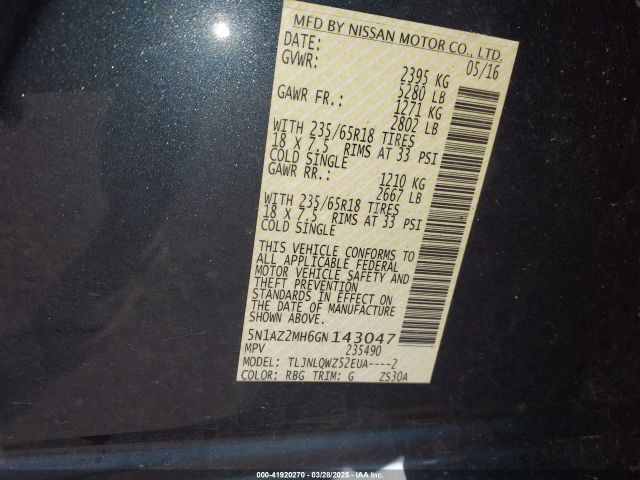 MFD BY NISSAN MOTOR CO., LTD.
DATE: 05/16
GVWR: 2395 KG
5280 LB
GAWR FR.: 1271 KG
2802 LB
WITH 235/65R18 TIRES
18 X 7.5 RIMS AT 33 PSI
COLD SINGLE
GAWR RR.: 1210 KG
2667 LB
WITH 235/65R18 TIRES
18 X 7.5 RIMS AT 33 PSI
COLD SINGLE
THIS VEHICLE CONFORMS TO
ALL APPLICABLE FEDERAL
MOTOR VEHICLE SAFETY AND
THEFT PREVENTION
STANDARDS IN EFFECT ON
THE DATE OF MANUFACTURE
SHOWN ABOVE.
5N1AZ2MH6GN143047
MPV 235490
MODEL: TLJNLQWZ52EUA----2
COLOR: RBG TRIM: G ZS30A
000-41920270 - 03/28/2025 - IAA Inc.